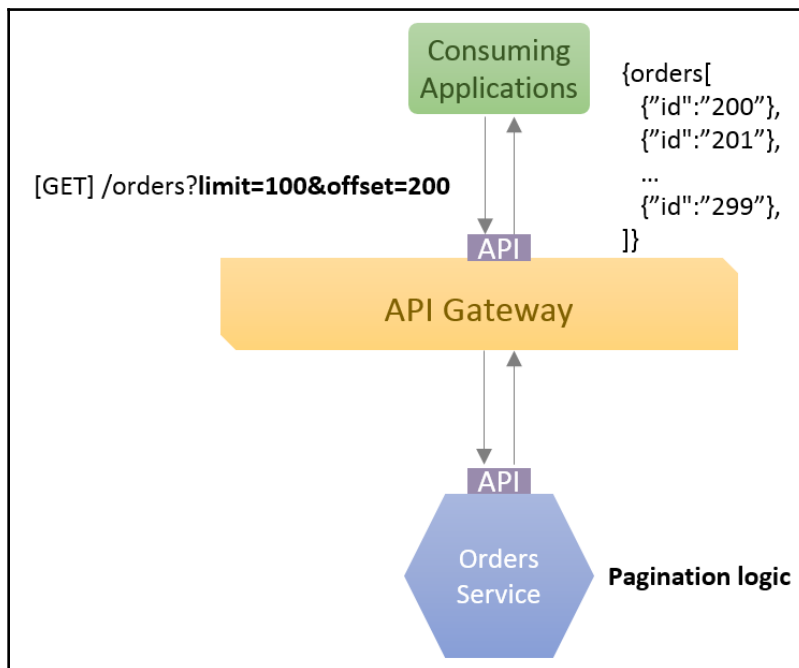 Consuming
Applications
{orders[
{”id":”200”},
{”id":”201”},
...
{”id":”299”},
]}
[GET] /orders?limit=100&offset=200
API
API Gateway
API
Orders
Service
Pagination logic